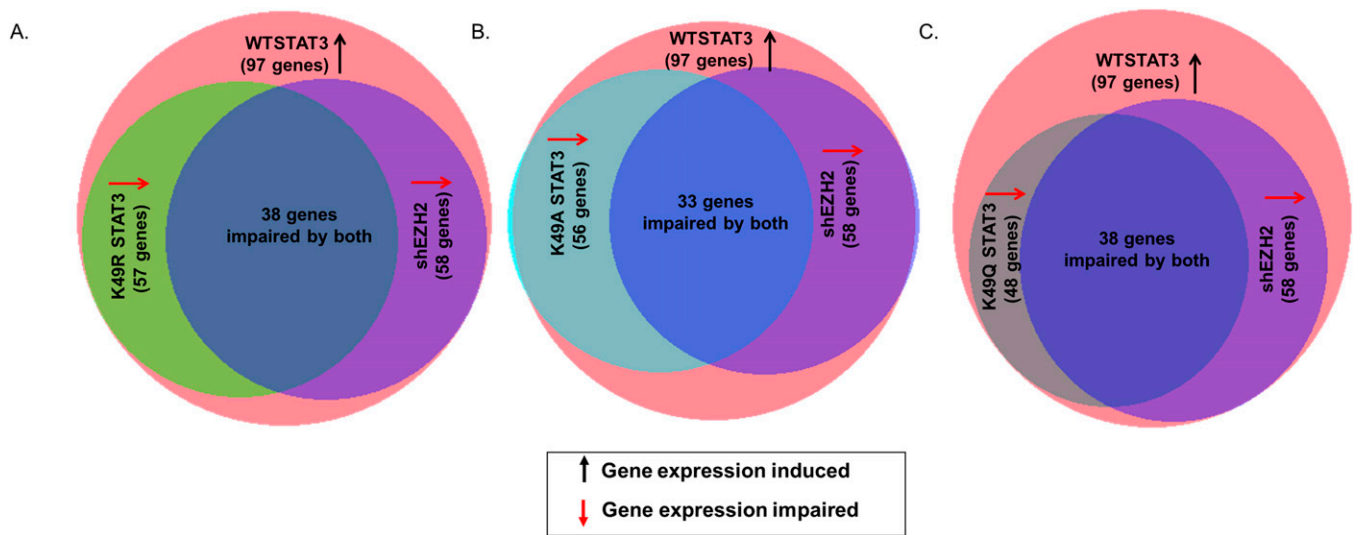 A.
WTSTAT3
(97 genes)
K49R STAT3
(57 genes)
38 genes
impaired by both
shEZH2
(58 genes)
B.
WTSTAT3
(97 genes)
K49A STAT3
(56 genes)
33 genes
impaired by both
shEZH2
(58 genes)
C.
WTSTAT3
(97 genes)
K49Q STAT3
(48 genes)
38 genes
impaired by both
shEZH2
(58 genes)
Gene expression induced
Gene expression impaired